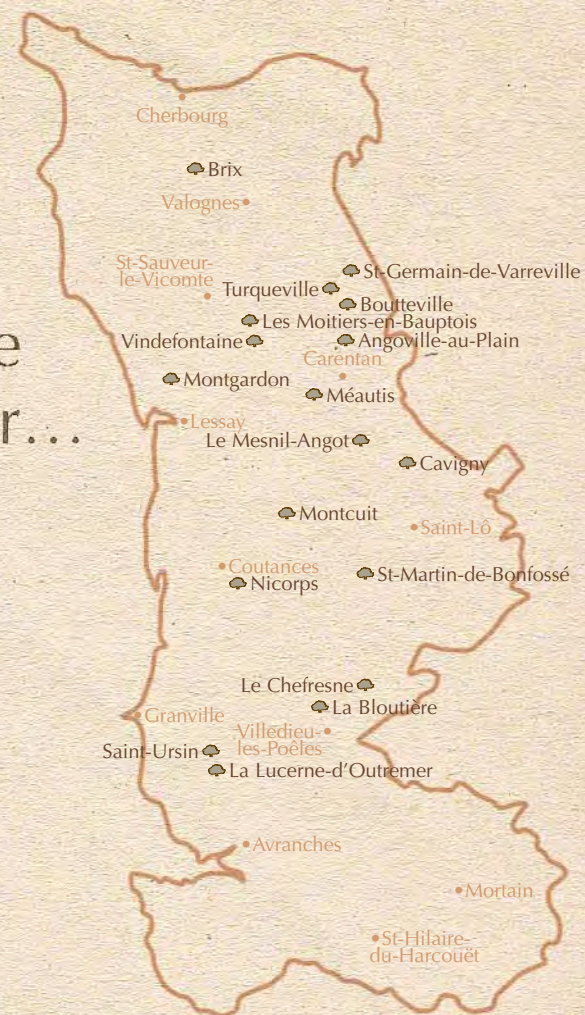 Cherbourg
Brix
Valognes
St-Sauveur-
le-Vicomte
St-Germain-de-Varreville
Turqueville
Boutteville
Les Moitiers-en-Bauptois
Vindefontaine
Angoville-au-Plain
e
Carentan
Montgardon
Méautis
Lessay
r...
Le Mesnil-Angot
Cavigny
Montcuit
Saint-Lô
Coutances
St-Martin-de-Bonfossé
Nicorps
Le Chefresne
La Bloutière
Granville
Villedieu-
les-Poêles
Saint-Ursin
La Lucerne-d'Outremer
Avranches
Mortain
St-Hilaire-
du-Harcouët